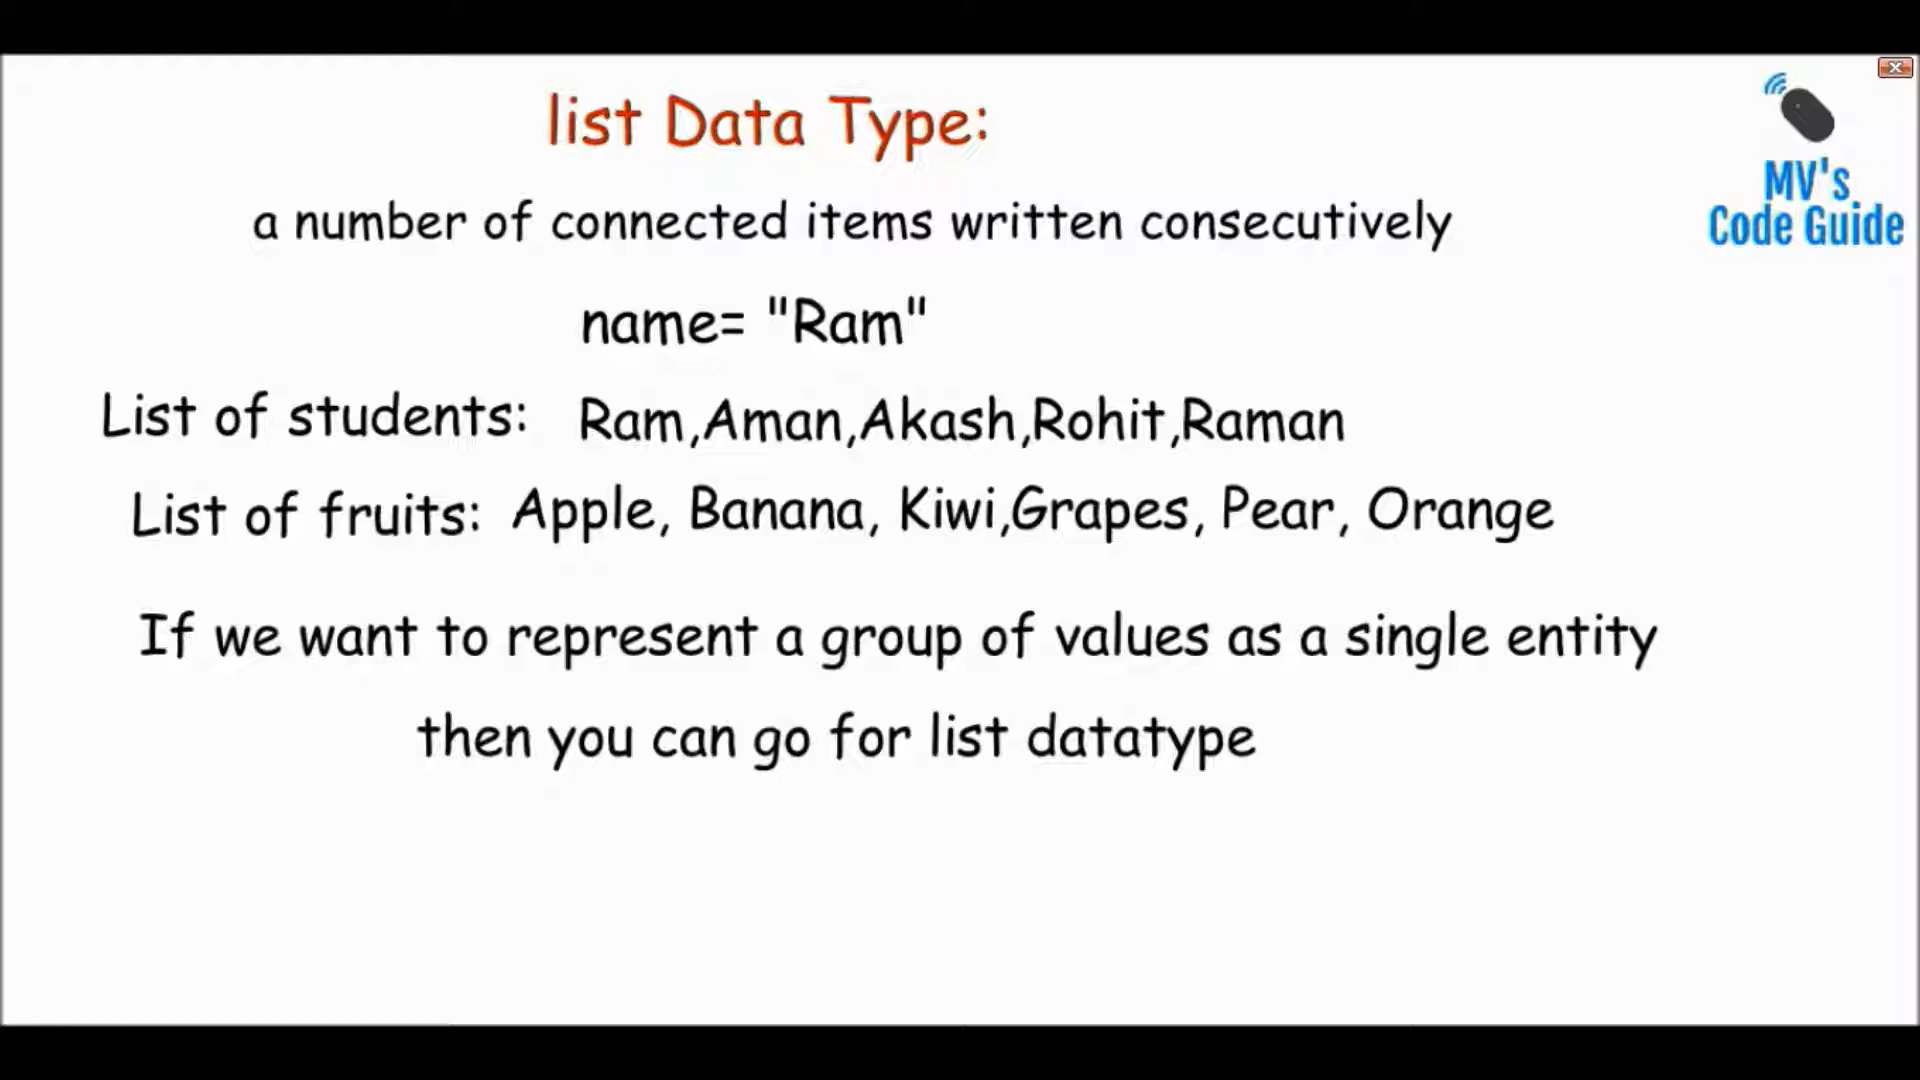 list Data Type:
MV's
Code Guide
a number of connected items written consecutively
name= "Ram"
List of students: Ram,Aman,Akash,Rohit,Raman
List of fruits: Apple, Banana, Kiwi,Grapes, Pear, Orange
If we want to represent a group of values as a single entity
then you can go for list datatype